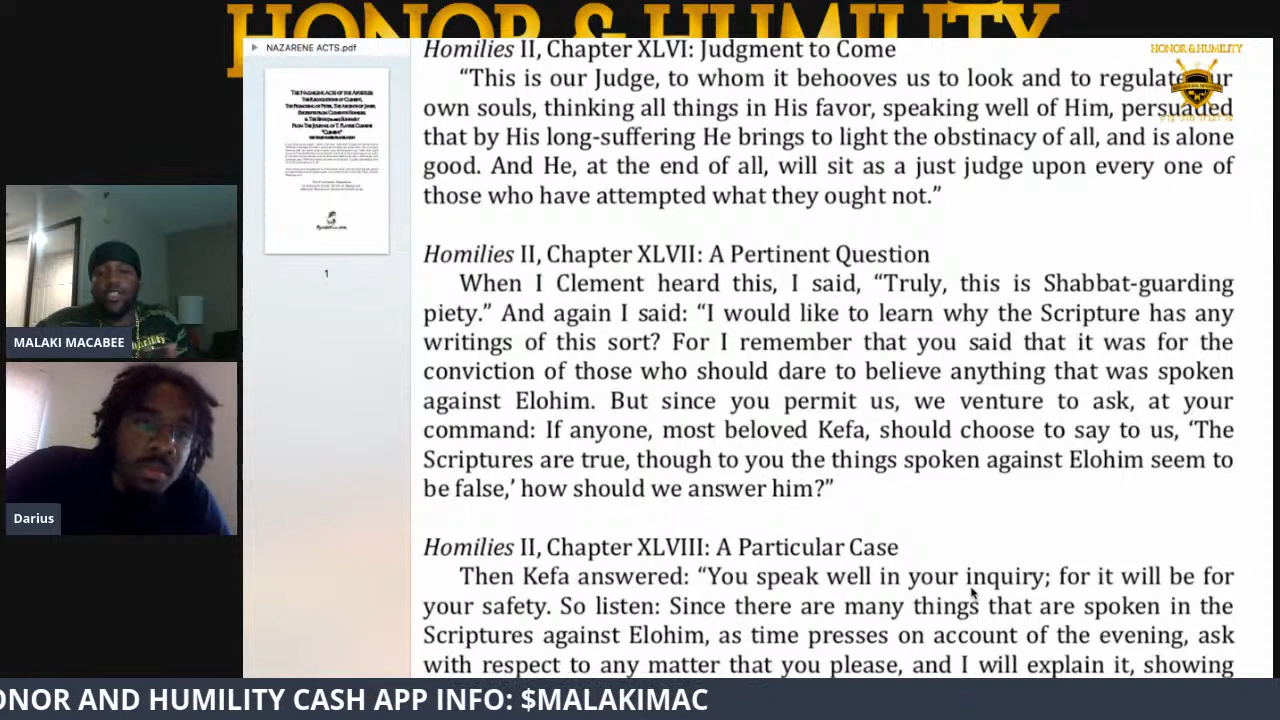 HONOR & HUMILITY
NAZARENE ACTS.pdf
HONOR & HUMILITY
1
Homilies II, Chapter XLVI: Judgment to Come
“This is our Judge, to whom it behooves us to look and to regulate our
own souls, thinking all things in His favor, speaking well of Him, persuaded
that by His long-suffering He brings to light the obstinacy of all, and is alone
good. And He, at the end of all, will sit as a just judge upon every one of
those who have attempted what they ought not.”
Homilies II, Chapter XLVII: A Pertinent Question
When I Clement heard this, I said, “Truly, this is Shabbat-guarding
piety.” And again I said: “I would like to learn why the Scripture has any
writings of this sort? For I remember that you said that it was for the
conviction of those who should dare to believe anything that was spoken
against Elohim. But since you permit us, we venture to ask, at your
command: If anyone, most beloved Kefa, should choose to say to us, ‘The
Scriptures are true, though to you the things spoken against Elohim seem to
be false,’ how should we answer him?”
Homilies II, Chapter XLVIII: A Particular Case
Then Kefa answered: “You speak well in your inquiry; for it will be for
your safety. So listen: Since there are many things that are spoken in the
Scriptures against Elohim, as time presses on account of the evening, ask
with respect to any matter that you please, and I will explain it, showing
MALAKI MACABEE
Darius
ONOR AND HUMILITY CASH APP INFO: $MALAKIMAC